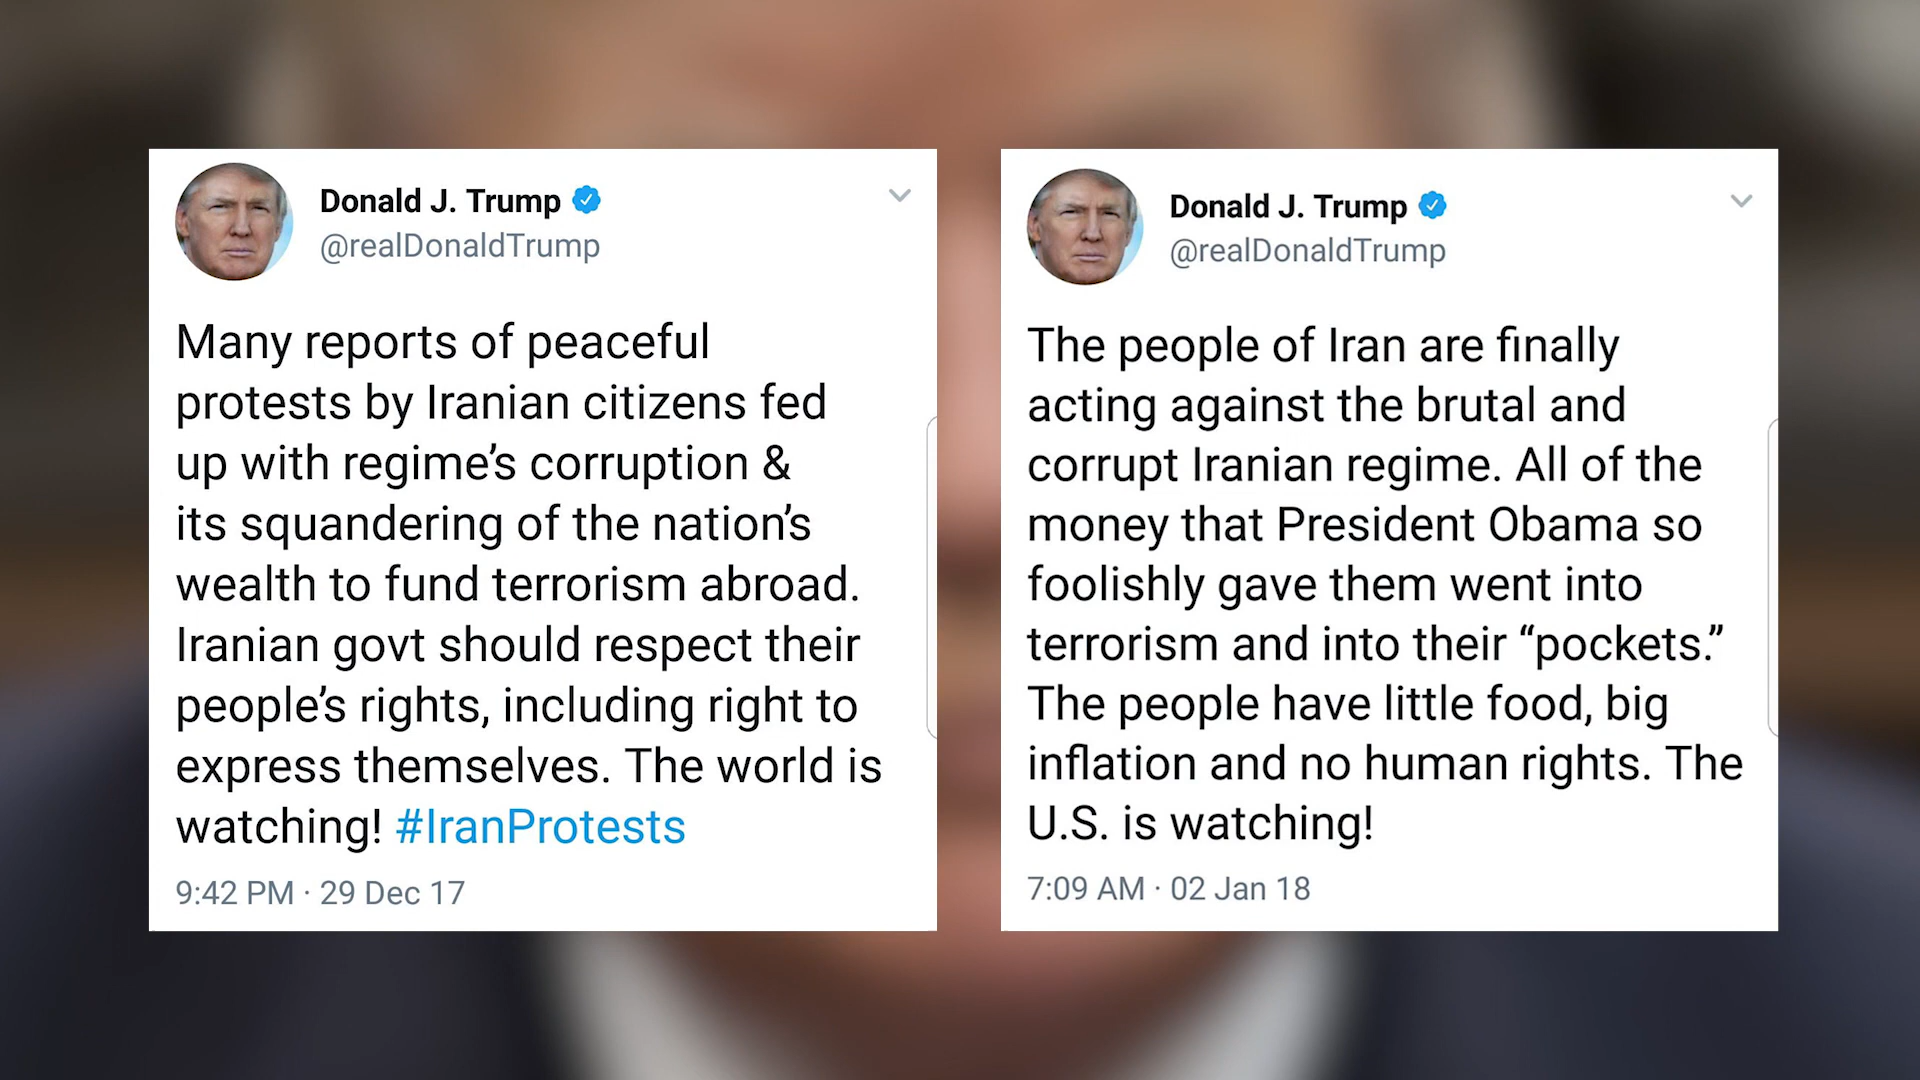 Donald J. Trump
@realDonaldTrump
Many reports of peaceful
protests by Iranian citizens fed
up with regime’s corruption &
its squandering of the nation’s
wealth to fund terrorism abroad.
Iranian govt should respect their
people’s rights, including right to
express themselves. The world is
watching! #IranProtests
9:42 PM · 29 Dec 17
Donald J. Trump
@realDonaldTrump
The people of Iran are finally
acting against the brutal and
corrupt Iranian regime. All of the
money that President Obama so
foolishly gave them went into
terrorism and into their “pockets.”
The people have little food, big
inflation and no human rights. The
U.S. is watching!
7:09 AM · 02 Jan 18